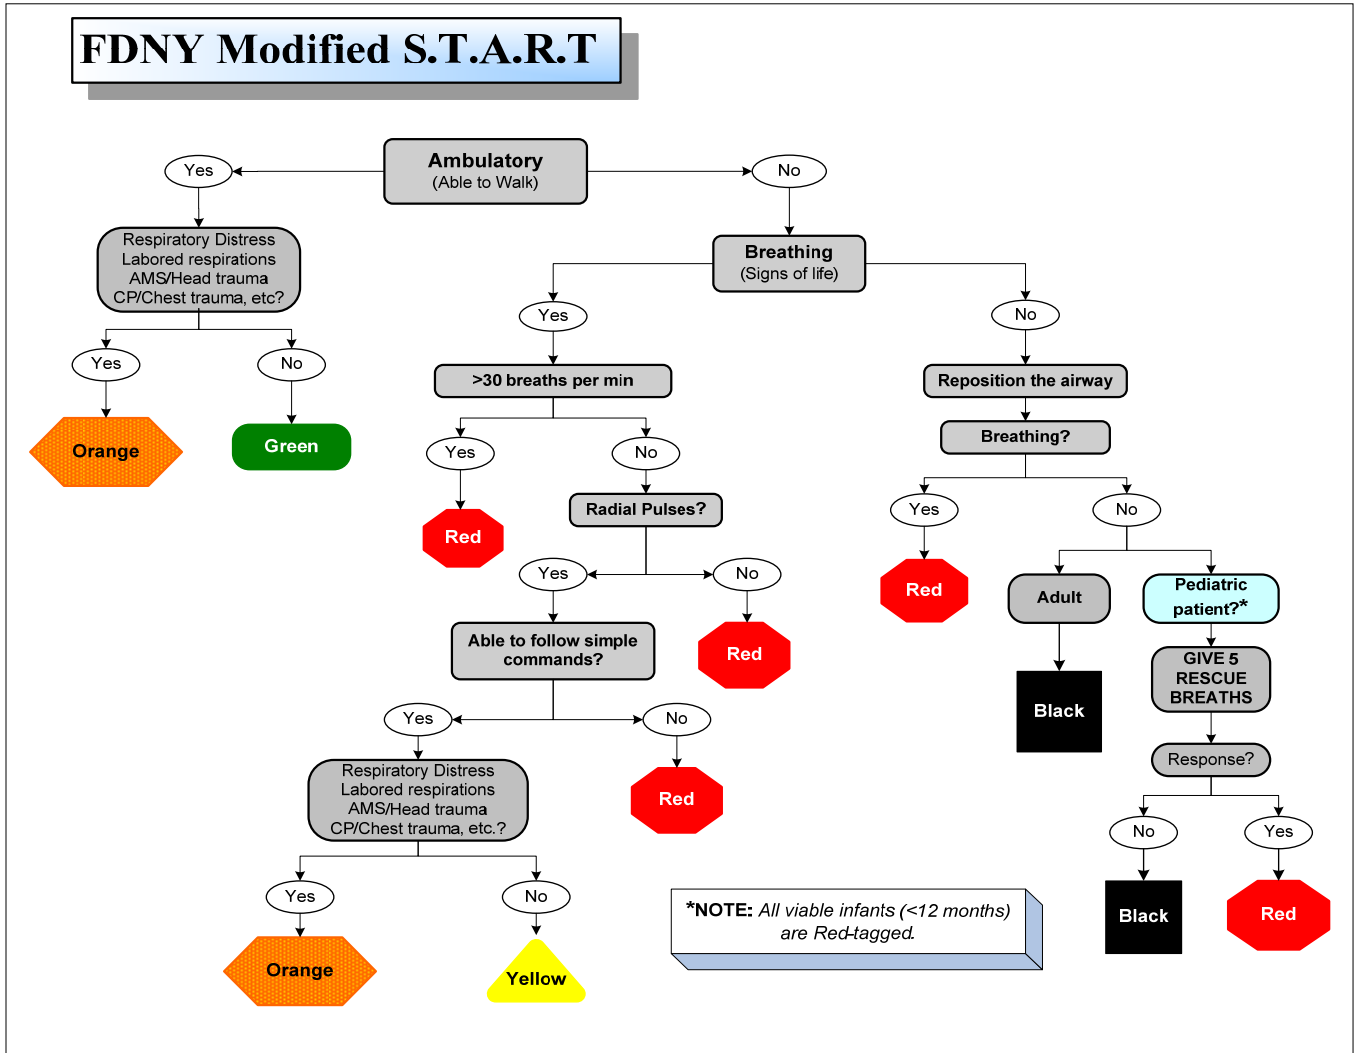 FDNY Modified S.T.A.R.T
Ambulatory
(Able to Walk)
Yes
No
Respiratory Distress
Labored respirations
AMS/Head trauma
CP/Chest trauma, etc?
Yes
No
Orange
Green
Breathing
(Signs of life)
Yes
No
>30 breaths per min
Yes
No
Red
Radial Pulses?
Yes
No
Red
Able to follow simple
commands?
Yes
No
Red
Respiratory Distress
Labored respirations
AMS/Head trauma
CP/Chest trauma, etc.?
Yes
No
Orange
Yellow
Reposition the airway
Breathing?
Yes
No
Red
Adult
Black
Pediatric
patient?*
GIVE 5
RESCUE
BREATHS
Response?
No
Yes
Black
Red
*NOTE: All viable infants (<12 months)
are Red-tagged.